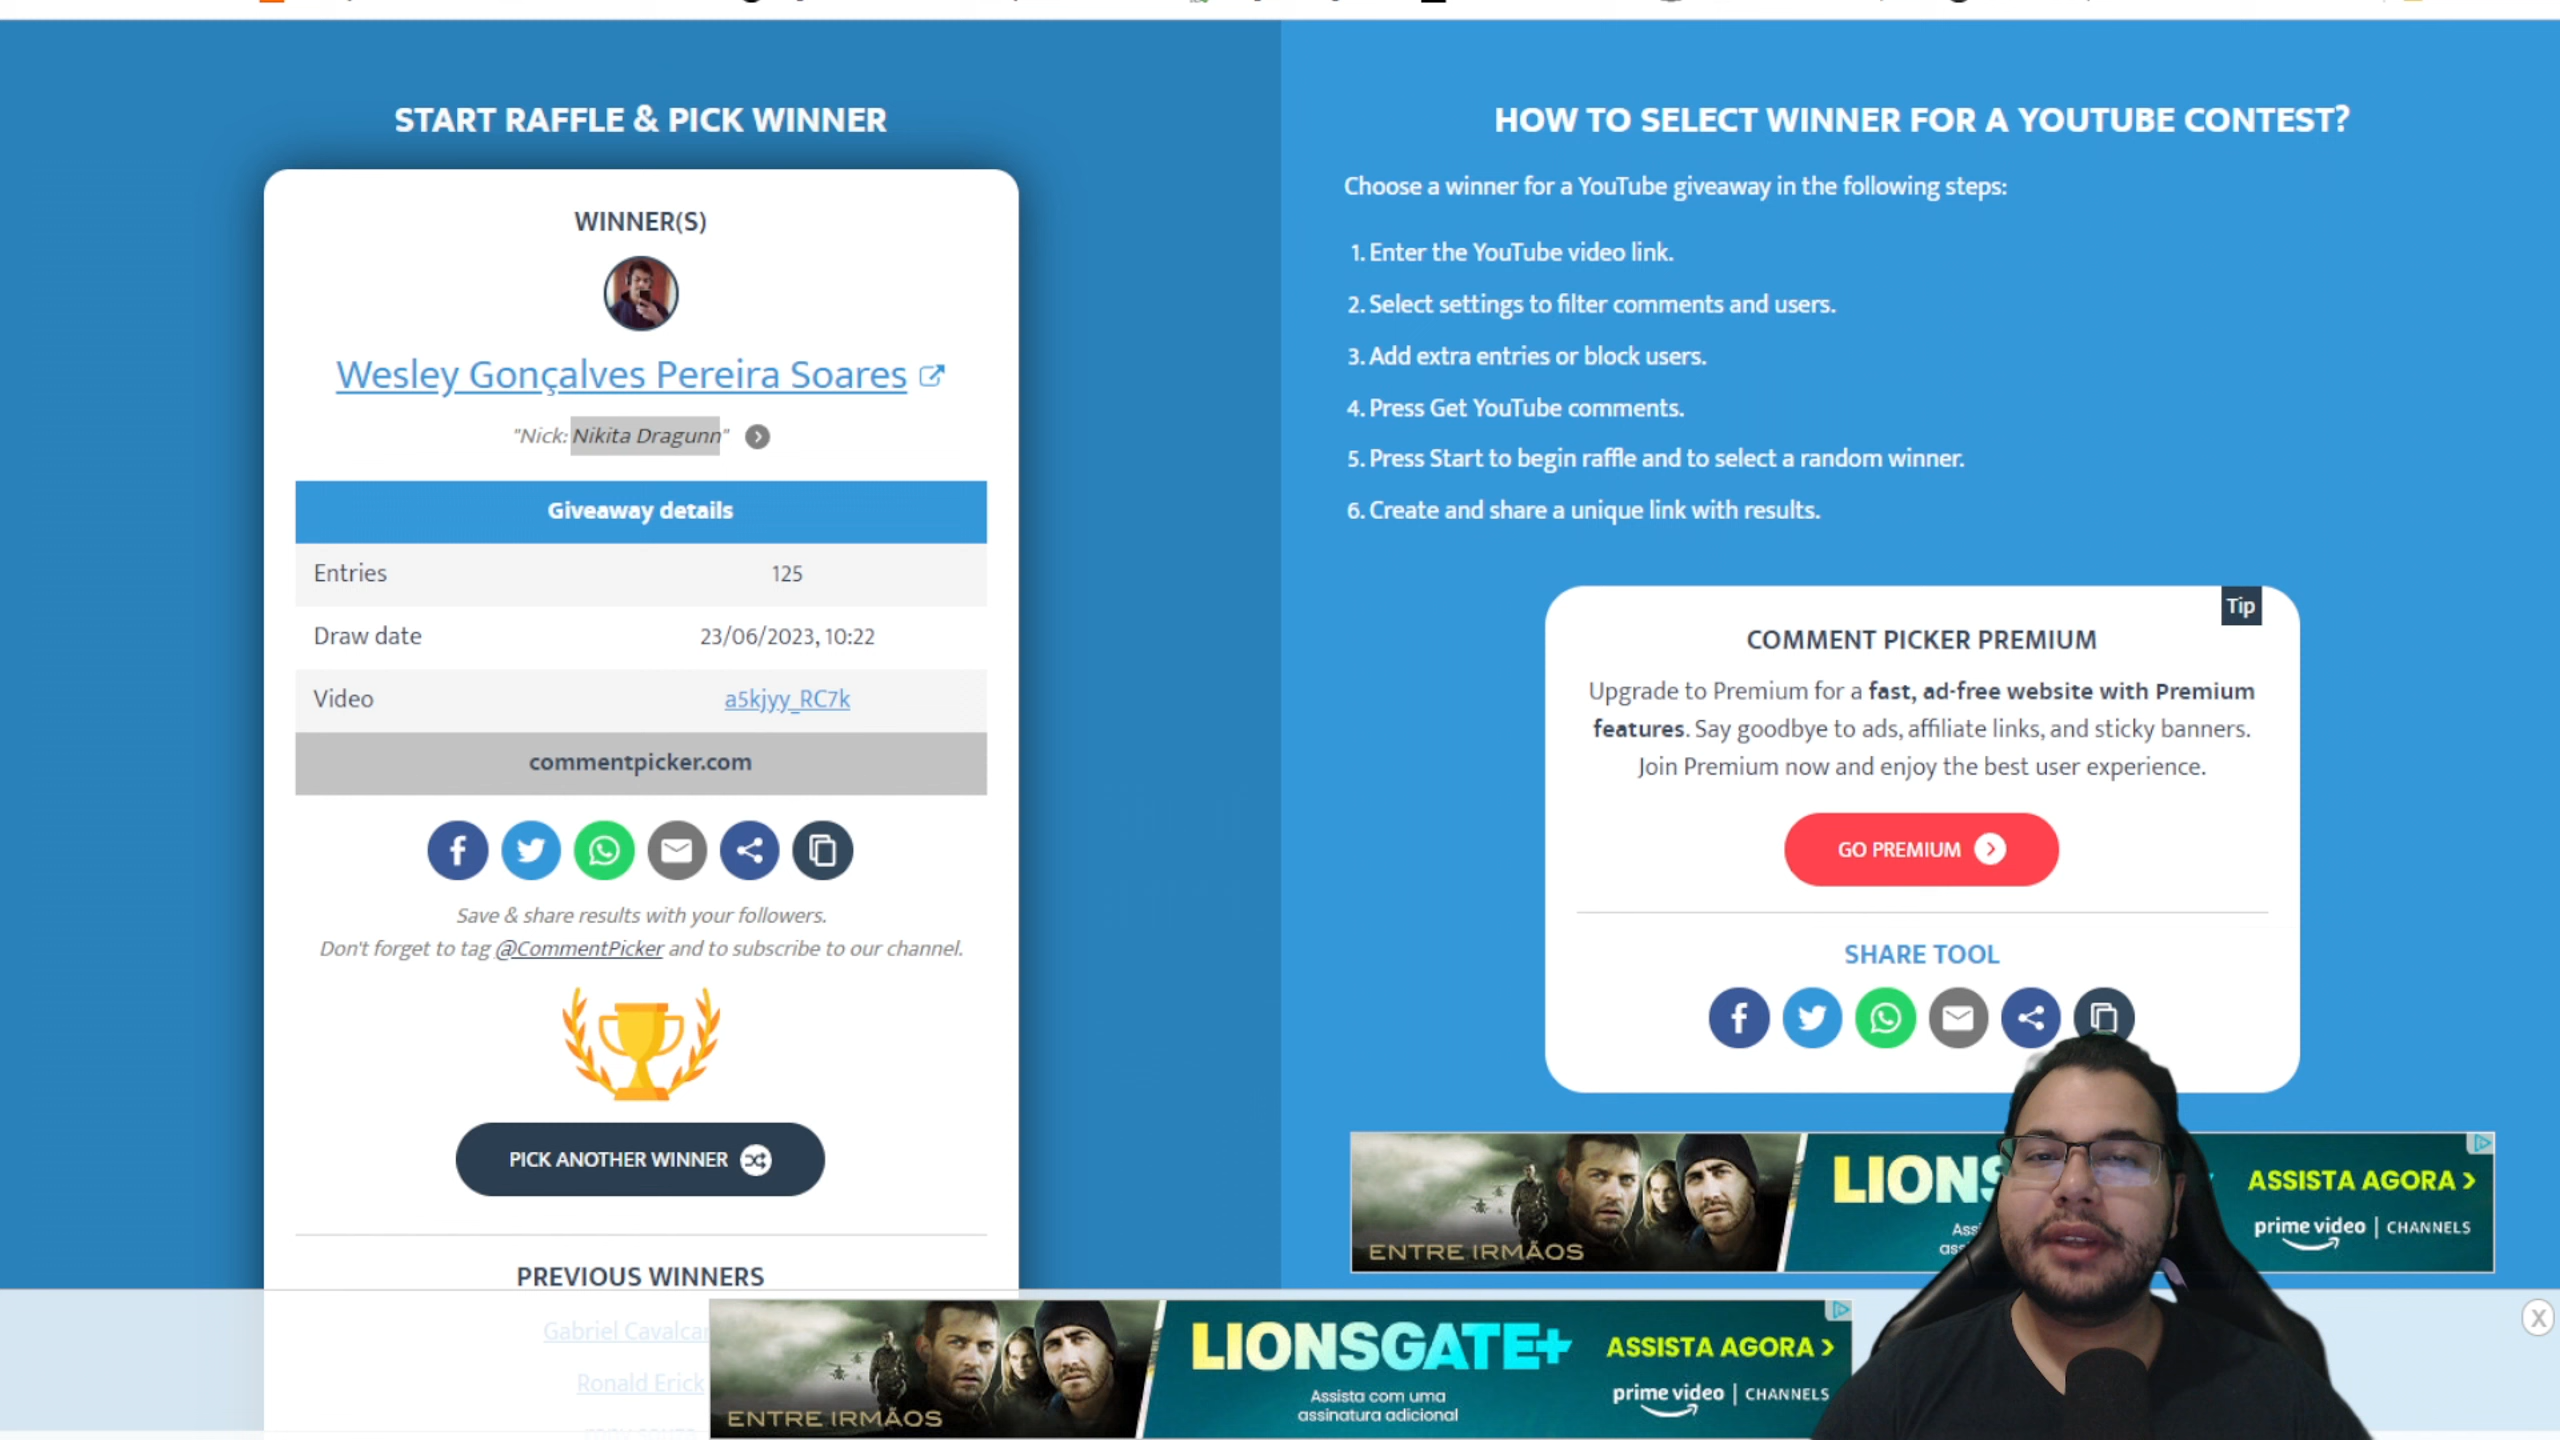 START RAFFLE & PICK WINNER
WINNER(S)
Wesley Gonçalves Pereira Soares
"Nick: Nikita Dragunn"
Giveaway details
Entries 125
Draw date 23/06/2023, 10:22
Video a5kjyy_RC7k
commentpicker.com
Save & share results with your followers.
Don't forget to tag @CommentPicker and to subscribe to our channel.
PICK ANOTHER WINNER
PREVIOUS WINNERS
Gabriel Cavalcan
Ronald Erick
HOW TO SELECT WINNER FOR A YOUTUBE CONTEST?
Choose a winner for a YouTube giveaway in the following steps:
1. Enter the YouTube video link.
2. Select settings to filter comments and users.
3. Add extra entries or block users.
4. Press Get YouTube comments.
5. Press Start to begin raffle and to select a random winner.
6. Create and share a unique link with results.
Tip
COMMENT PICKER PREMIUM
Upgrade to Premium for a fast, ad-free website with Premium
features. Say goodbye to ads, affiliate links, and sticky banners.
Join Premium now and enjoy the best user experience.
GO PREMIUM
SHARE TOOL
ENTRE IRMÃOS
LIONS
ASSISTA AGORA >
prime video | CHANNELS
ENTRE IRMÃOS
LIONSGATE+
Assista com uma
assinatura adicional
ASSISTA AGORA >
prime video | CHANNELS
X